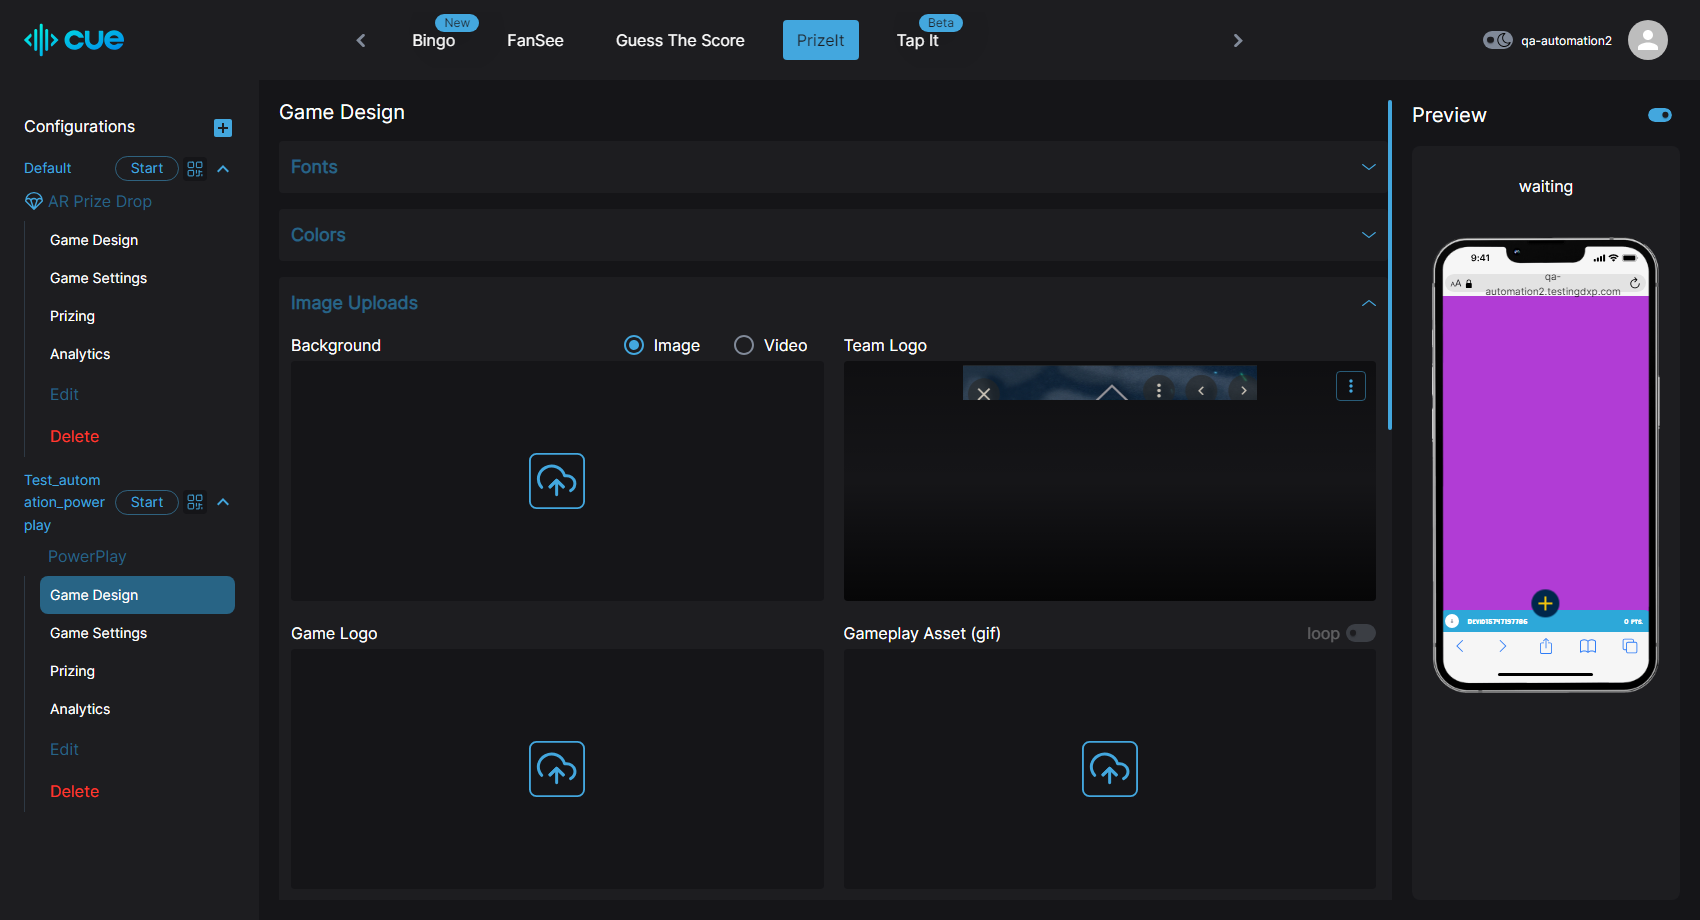 cue
Bingo
New
FanSee
Guess The Score
PrizeIt
Tap It
Beta
qa-automation2
Configurations
Default
Start
AR Prize Drop
Game Design
Game Settings
Prizing
Analytics
Edit
Delete
Test_autom
ation_power
play
Start
PowerPlay
Game Design
Game Settings
Prizing
Analytics
Edit
Delete
Game Design
Fonts
Colors
Image Uploads
Background
Image
Video
Team Logo
Game Logo
Gameplay Asset (gif)
loop
Preview
waiting
9:41
AA
qa-
automation2.testingdxp.com
0 PTS.